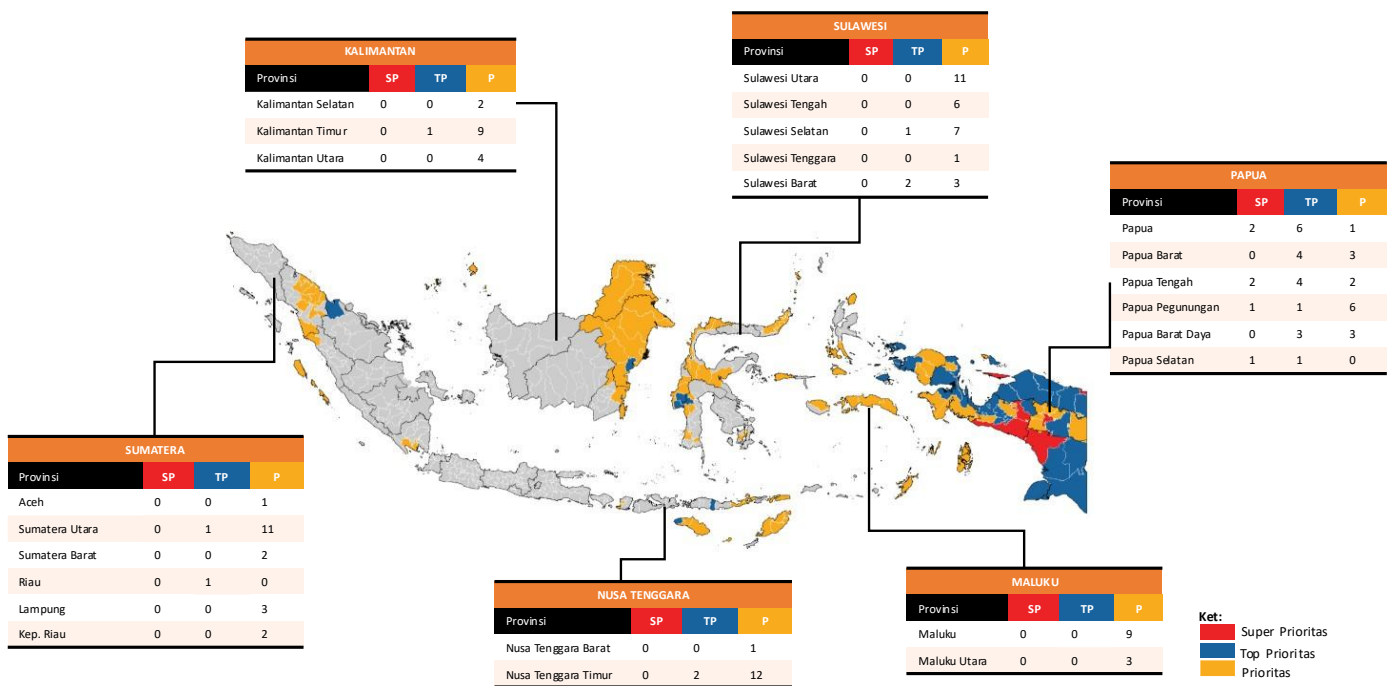 KALIMANTAN
Provinsi SP TP P
Kalimantan Selatan 0 0 2
Kalimantan Timur 0 1 9
Kalimantan Utara 0 0 4
SULAWESI
Provinsi SP TP P
Sulawesi Utara 0 0 11
Sulawesi Tengah 0 0 6
Sulawesi Selatan 0 1 7
Sulawesi Tenggara 0 0 1
Sulawesi Barat 0 2 3
PAPUA
Provinsi SP TP P
Papua 2 6 1
Papua Barat 0 4 3
Papua Tengah 2 4 2
Papua Pegunungan 1 1 6
Papua Barat Daya 0 3 3
Papua Selatan 1 1 0
SUMATERA
Provinsi SP TP P
Aceh 0 0 1
Sumatera Utara 0 1 11
Sumatera Barat 0 0 2
Riau 0 1 0
Lampung 0 0 3
Kep. Riau 0 0 2
NUSA TENGGARA
Provinsi SP TP P
Nusa Tenggara Barat 0 0 1
Nusa Tenggara Timur 0 2 12
MALUKU
Provinsi SP TP P
Maluku 0 0 9
Maluku Utara 0 0 3
Ket:
Super Prioritas
Top Prioritas
Prioritas